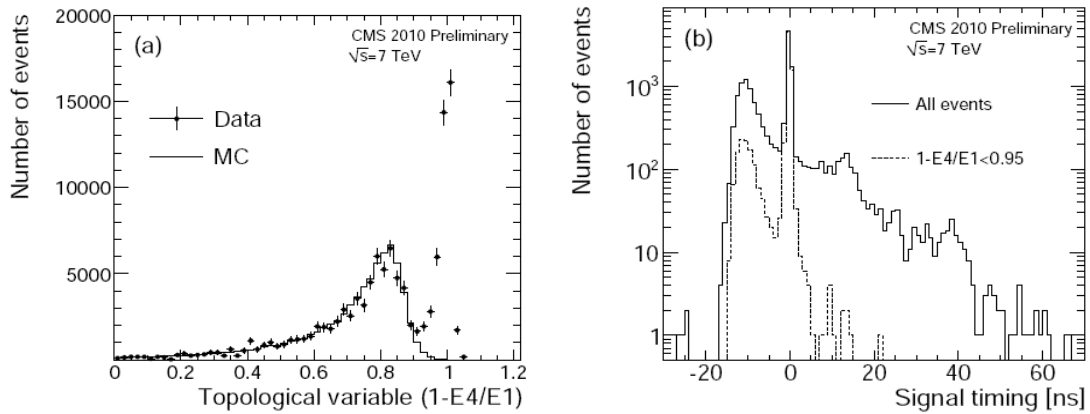 (a)
CMS 2010 Preliminary
√s=7 TeV
Data
MC
Number of events
20000
15000
10000
5000
0
0.2
0.4
0.6
0.8
1
1.2
Topological variable (1-E4/E1)
(b)
CMS 2010 Preliminary
√s=7 TeV
All events
1-E4/E1<0.95
Number of events
10³
10²
10
1
-20
0
20
40
60
Signal timing [ns]